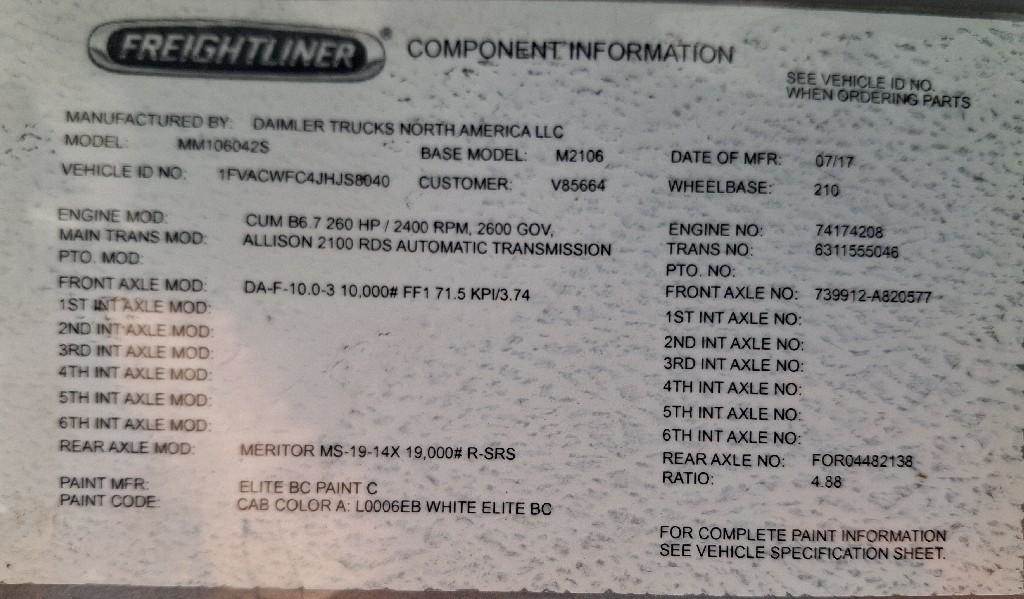 FREIGHTLINER® COMPONENT INFORMATION
SEE VEHICLE ID NO.
WHEN ORDERING PARTS
MANUFACTURED BY: DAIMLER TRUCKS NORTH AMERICA LLC
MODEL: MM106042S BASE MODEL: M2106 DATE OF MFR: 07/17
VEHICLE ID NO: 1FVACWFC4JHJS8040 CUSTOMER: V85664 WHEELBASE: 210
ENGINE MOD: CUM B6.7 260 HP / 2400 RPM, 2600 GOV, ENGINE NO: 74174208
MAIN TRANS MOD: ALLISON 2100 RDS AUTOMATIC TRANSMISSION TRANS NO: 6311555046
PTO. MOD: PTO. NO:
FRONT AXLE MOD: DA-F-10.0-3 10,000# FF1 71.5 KPI/3.74 FRONT AXLE NO: 739912-A820577
1ST INT AXLE MOD: 1ST INT AXLE NO:
2ND INT AXLE MOD: 2ND INT AXLE NO:
3RD INT AXLE MOD: 3RD INT AXLE NO:
4TH INT AXLE MOD: 4TH INT AXLE NO:
5TH INT AXLE MOD: 5TH INT AXLE NO:
6TH INT AXLE MOD: 6TH INT AXLE NO:
REAR AXLE MOD: MERITOR MS-19-14X 19,000# R-SRS REAR AXLE NO: FOR04482138
RATIO: 4.88
PAINT MFR: ELITE BC PAINT C
PAINT CODE: CAB COLOR A: L0006EB WHITE ELITE BC
FOR COMPLETE PAINT INFORMATION
SEE VEHICLE SPECIFICATION SHEET.